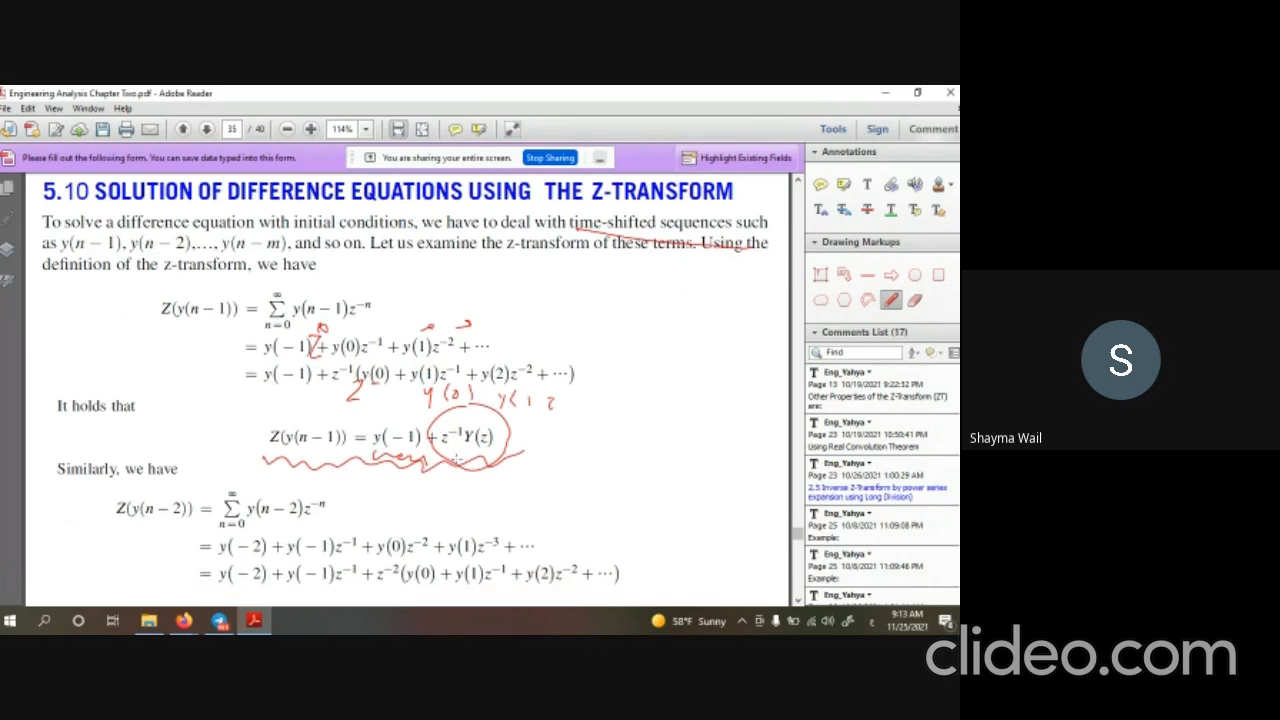 Engineering Analysis Chapter Two.pdf - Adobe Reader
File Edit View Window Help
35 / 40
114%
Tools Sign Comment
Please fill out the following form. You can save data typed into this form.
You are sharing your entire screen. Stop Sharing
Highlight Existing Fields
5.10 SOLUTION OF DIFFERENCE EQUATIONS USING THE Z-TRANSFORM
To solve a difference equation with initial conditions, we have to deal with time-shifted sequences such
as y(n − 1), y(n − 2),…, y(n − m), and so on. Let us examine the z-transform of these terms. Using the
definition of the z-transform, we have
Z(y(n − 1)) = ∑_{n=0}^{∞} y(n − 1)z⁻ⁿ
= y(−1) + y(0)z⁻¹ + y(1)z⁻² + ⋯
= y(−1) + z⁻¹(y(0) + y(1)z⁻¹ + y(2)z⁻² + ⋯)
y(0)
It holds that
Z(y(n − 1)) = y(−1) + z⁻¹Y(z)
Similarly, we have
Z(y(n − 2)) = ∑_{n=0}^{∞} y(n − 2)z⁻ⁿ
= y(−2) + y(−1)z⁻¹ + y(0)z⁻² + y(1)z⁻³ + ⋯
= y(−2) + y(−1)z⁻¹ + z⁻²(y(0) + y(1)z⁻¹ + y(2)z⁻² + ⋯)
Annotations
Drawing Markups
Comments List (17)
Find
Eng_Yahya
Page 13 10/19/2021 9:22:32 PM
Other Properties of the Z-Transform (ZT)
are:
Eng_Yahya
Page 23 10/19/2021 10:50:41 PM
Using Real Convolution Theorem
Eng_Yahya
Page 23 10/26/2021 1:00:29 AM
2.5 Inverse Z-Transform by power series
expansion using Long Division)
Eng_Yahya
Page 25 10/8/2021 11:09:08 PM
Example:
Eng_Yahya
Page 25 10/8/2021 11:09:46 PM
Example:
Eng_Yahya
58°F Sunny
ع
9:13 AM
11/25/2021
S
Shayma Wail
clideo.com